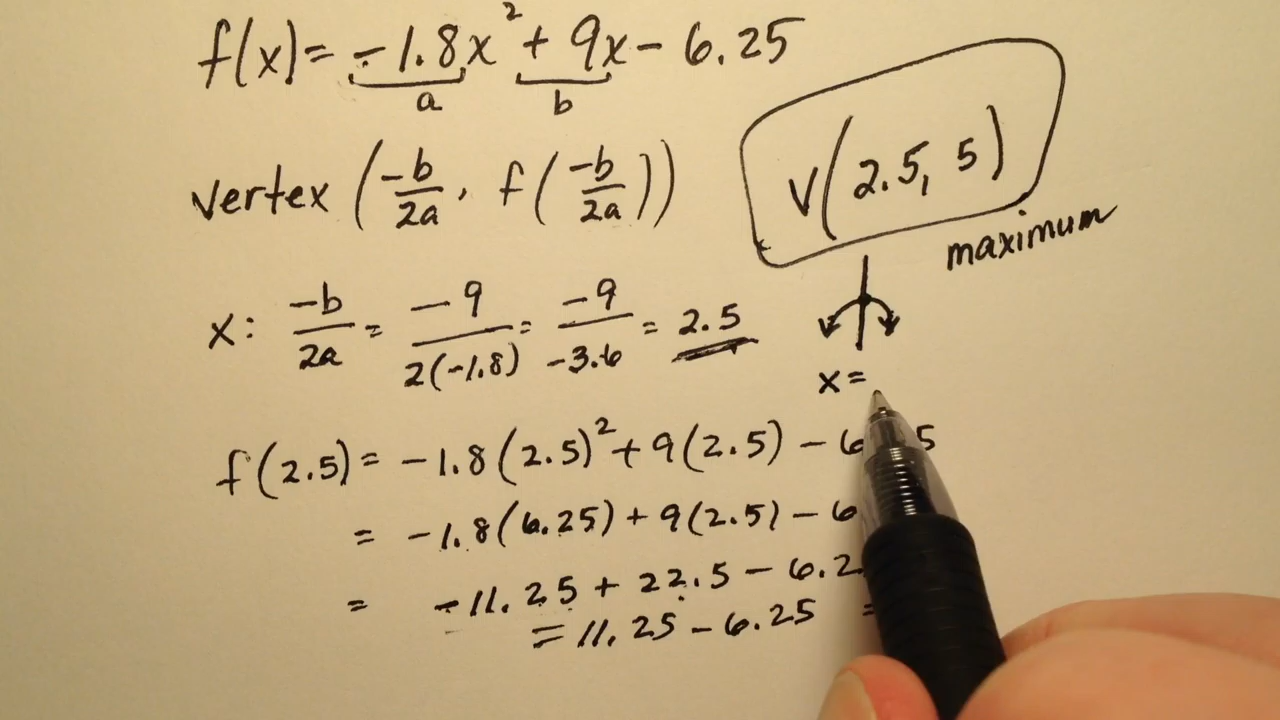 f(x) = -1.8x² + 9x - 6.25
a b
vertex (-b/2a, f(-b/2a))
V(2.5, 5)
maximum
x: -b/2a = -9/2(-1.8) = -9/-3.6 = 2.5
x =
f(2.5) = -1.8(2.5)² + 9(2.5) - 6 5
= -1.8(6.25) + 9(2.5) - 6
= -11.25 + 22.5 - 6.2
= 11.25 - 6.25 =